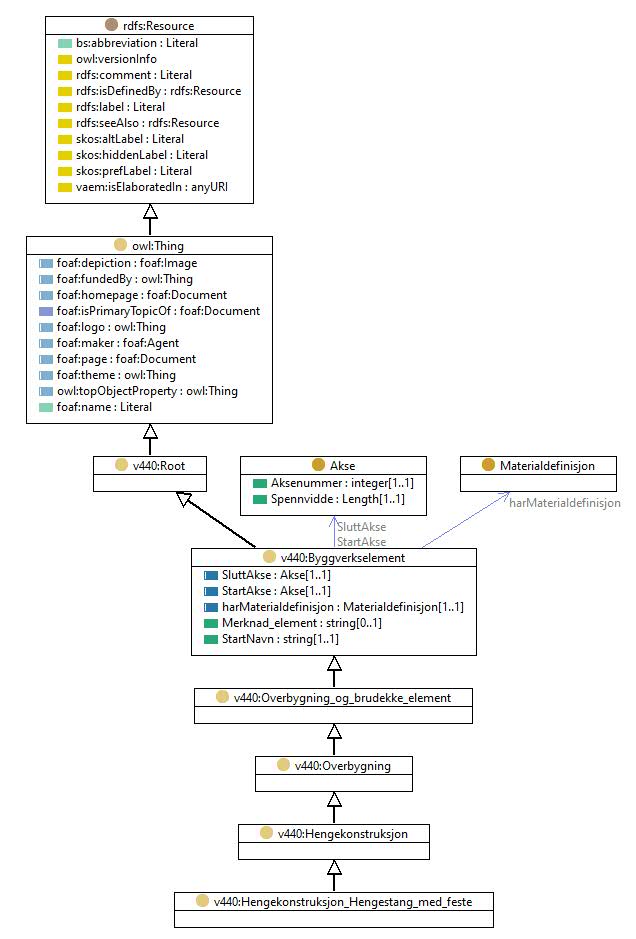 rdfs:Resource
bs:abbreviation : Literal
owl:versionInfo
rdfs:comment : Literal
rdfs:isDefinedBy : rdfs:Resource
rdfs:label : Literal
rdfs:seeAlso : rdfs:Resource
skos:altLabel : Literal
skos:hiddenLabel : Literal
skos:prefLabel : Literal
vaem:isElaboratedIn : anyURI
owl:Thing
foaf:depiction : foaf:Image
foaf:fundedBy : owl:Thing
foaf:homepage : foaf:Document
foaf:isPrimaryTopicOf : foaf:Document
foaf:logo : owl:Thing
foaf:maker : foaf:Agent
foaf:page : foaf:Document
foaf:theme : owl:Thing
owl:topObjectProperty : owl:Thing
foaf:name : Literal
v440:Root
Akse
Aksenummer : integer[1..1]
Spennvidde : Length[1..1]
Materialdefinisjon
harMaterialdefinisjon
SluttAkse
StartAkse
v440:Byggverkselement
SluttAkse : Akse[1..1]
StartAkse : Akse[1..1]
harMaterialdefinisjon : Materialdefinisjon[1..1]
Merknad_element : string[0..1]
StartNavn : string[1..1]
v440:Overbygning_og_brudekke_element
v440:Overbygning
v440:Hengekonstruksjon
v440:Hengekonstruksjon_Hengestang_med_feste